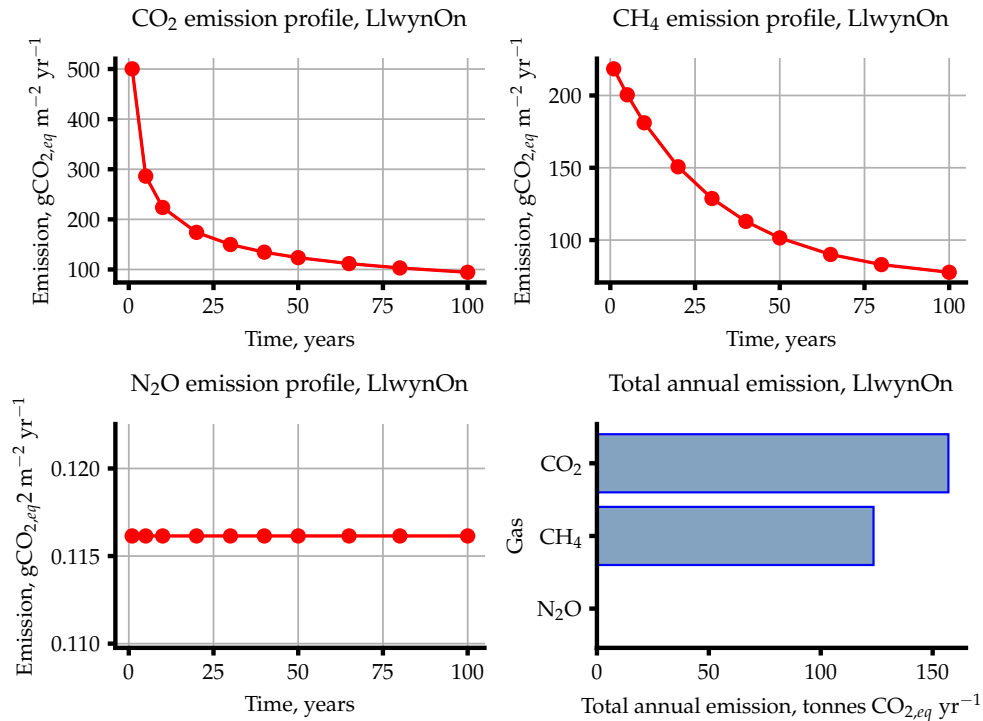 CO₂ emission profile, LlwynOn
Emission, gCO₂,eq m⁻² yr⁻¹
500
400
300
200
100
0
25
50
75
100
Time, years
CH₄ emission profile, LlwynOn
Emission, gCO₂,eq m⁻² yr⁻¹
200
150
100
0
25
50
75
100
Time, years
N₂O emission profile, LlwynOn
Emission, gCO₂,eq2 m⁻² yr⁻¹
0.120
0.115
0.110
0
25
50
75
100
Time, years
Total annual emission, LlwynOn
Gas
CO₂
CH₄
N₂O
0
50
100
150
Total annual emission, tonnes CO₂,eq yr⁻¹